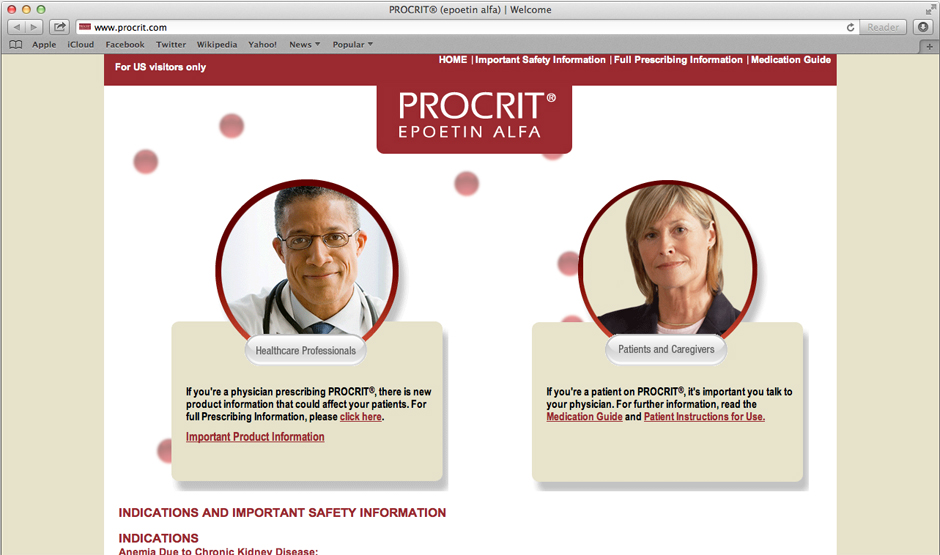 PROCRIT® (epoetin alfa) | Welcome
www.procrit.com
Reader
Apple iCloud Facebook Twitter Wikipedia Yahoo! News Popular
For US visitors only
HOME | Important Safety Information | Full Prescribing Information | Medication Guide
PROCRIT®
EPOETIN ALFA
Healthcare Professionals
If you're a physician prescribing PROCRIT®, there is new
product information that could affect your patients. For
full Prescribing Information, please click here.
Important Product Information
Patients and Caregivers
If you're a patient on PROCRIT®, it's important you talk to
your physician. For further information, read the
Medication Guide and Patient Instructions for Use.
INDICATIONS AND IMPORTANT SAFETY INFORMATION
INDICATIONS
Anemia Due to Chronic Kidney Disease: